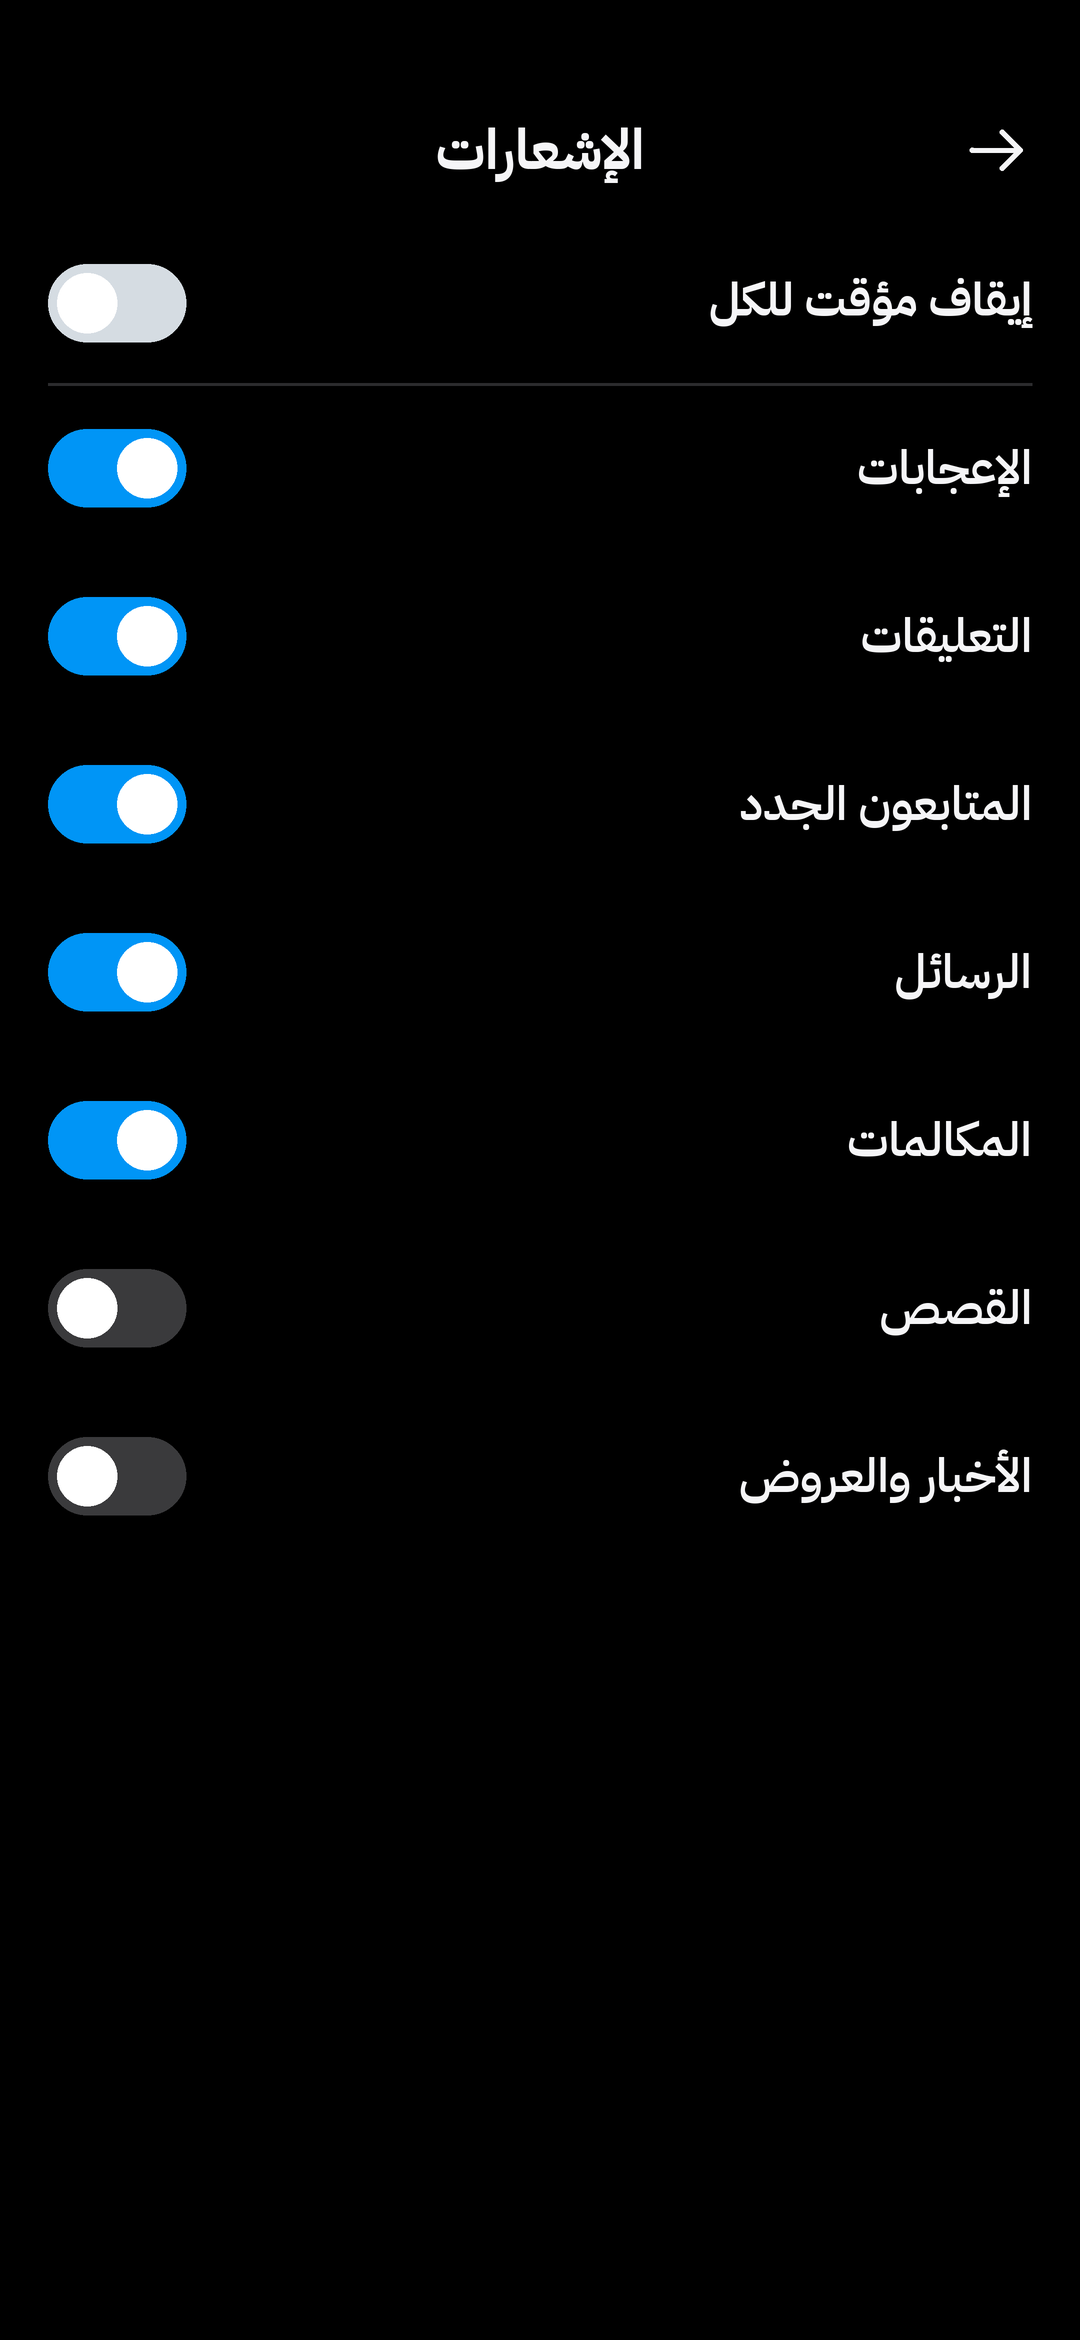 الإشعارات
إيقاف مؤقت للكل
الإعجابات
التعليقات
المتابعون الجدد
الرسائل
المكالمات
القصص
الأخبار والعروض